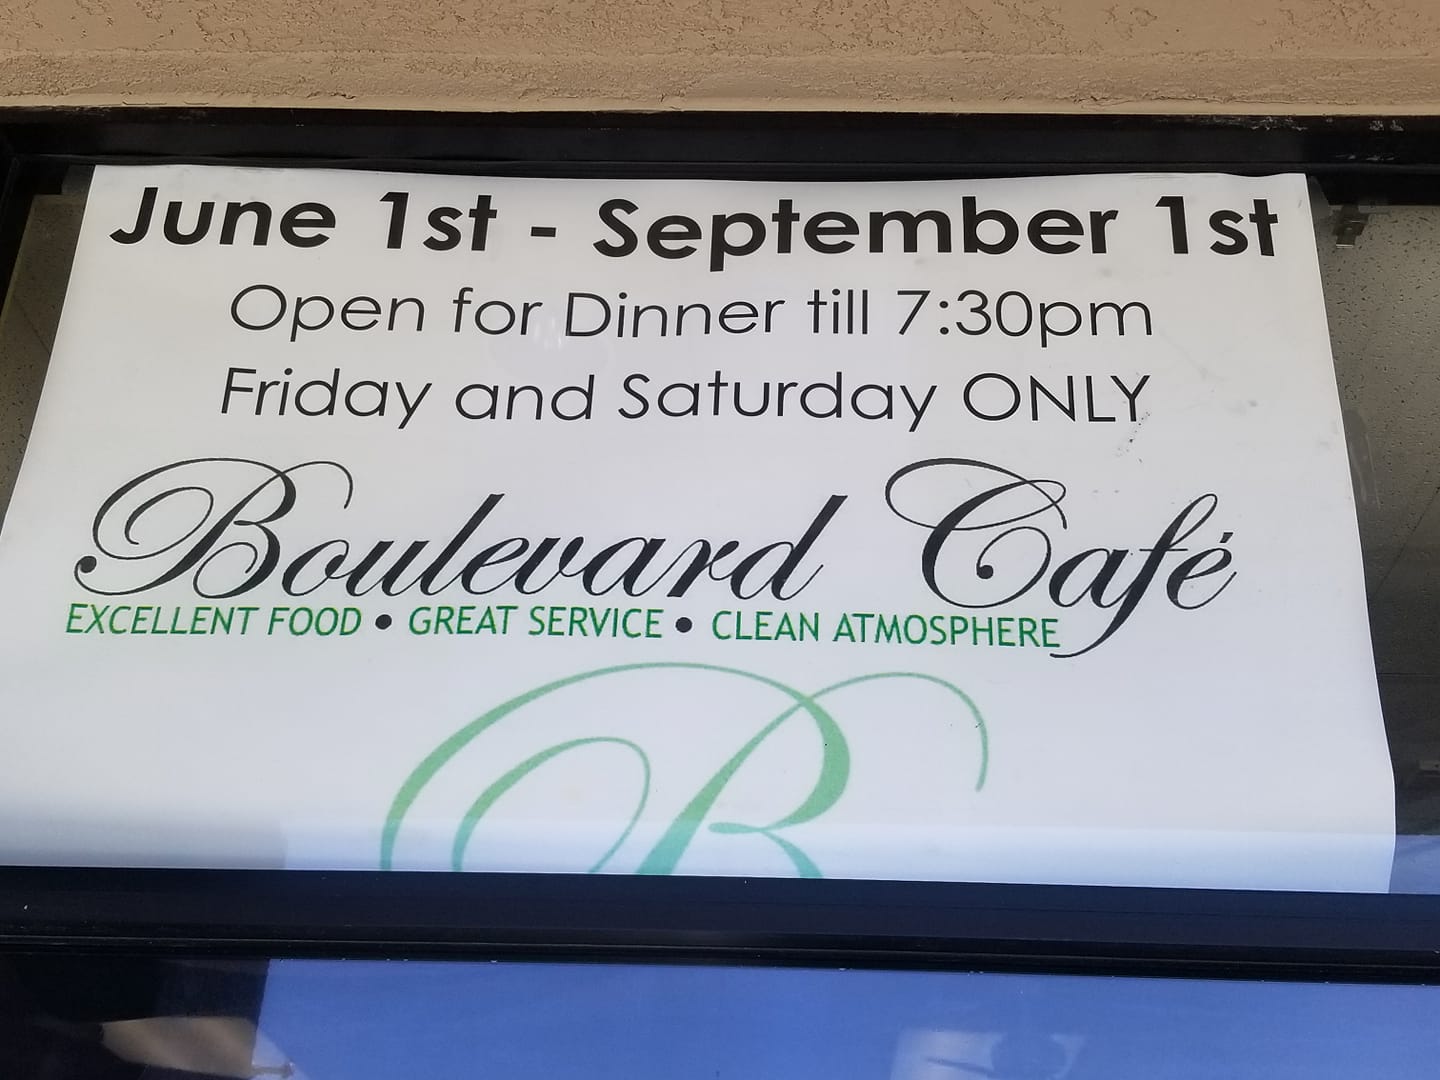 June 1st - September 1st
Open for Dinner till 7:30pm
Friday and Saturday ONLY
Boulevard Café
EXCELLENT FOOD • GREAT SERVICE • CLEAN ATMOSPHERE
B